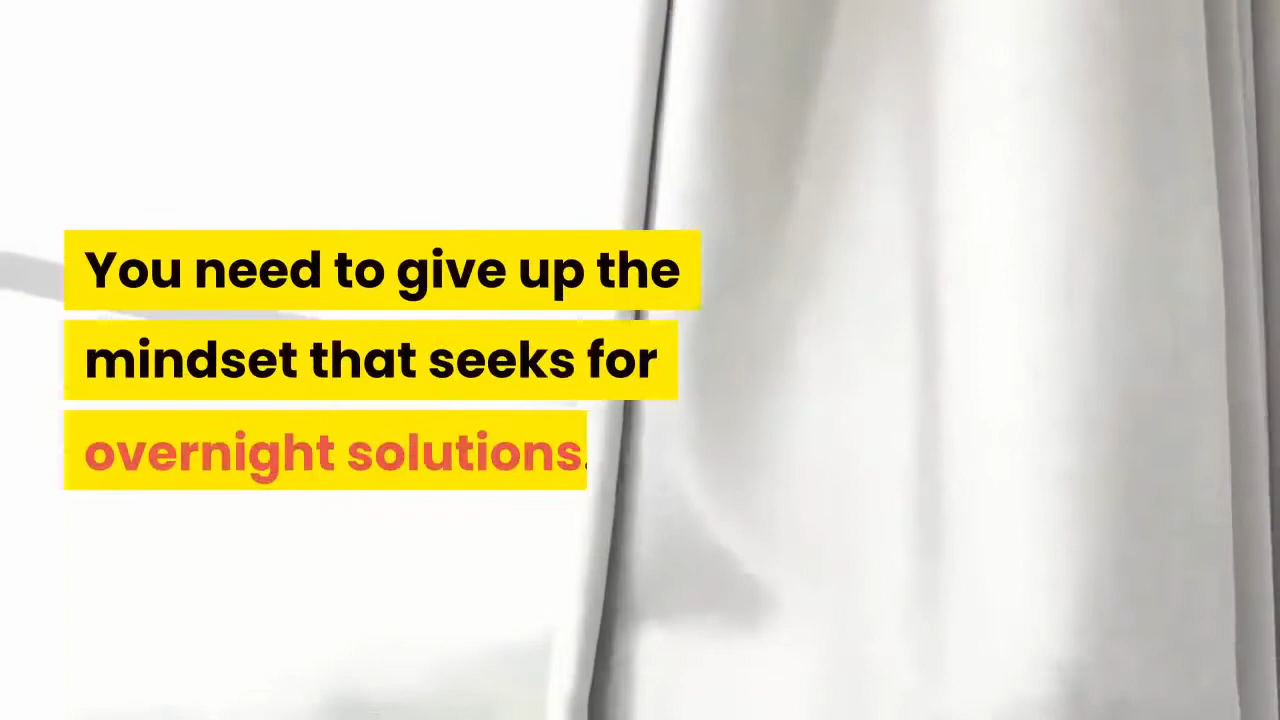 You need to give up the
mindset that seeks for
overnight solutions.